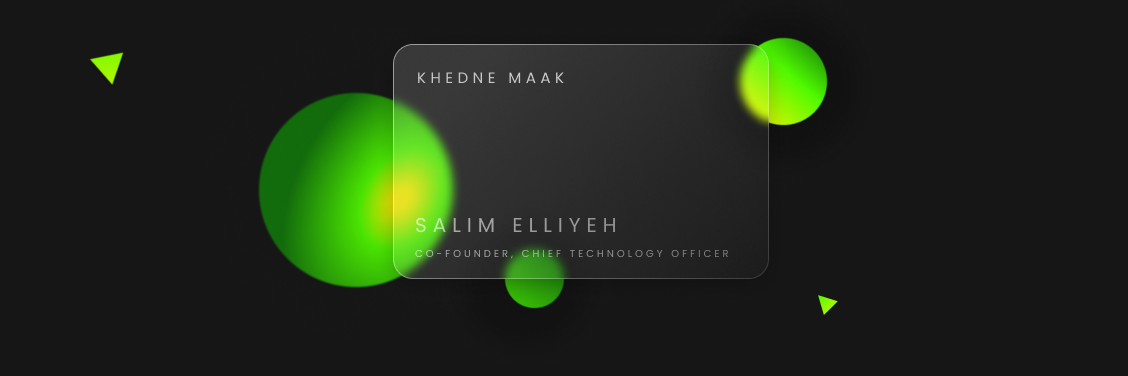 KHEDNE MAAK
SALIM ELLIYEH
CO-FOUNDER, CHIEF TECHNOLOGY OFFICER